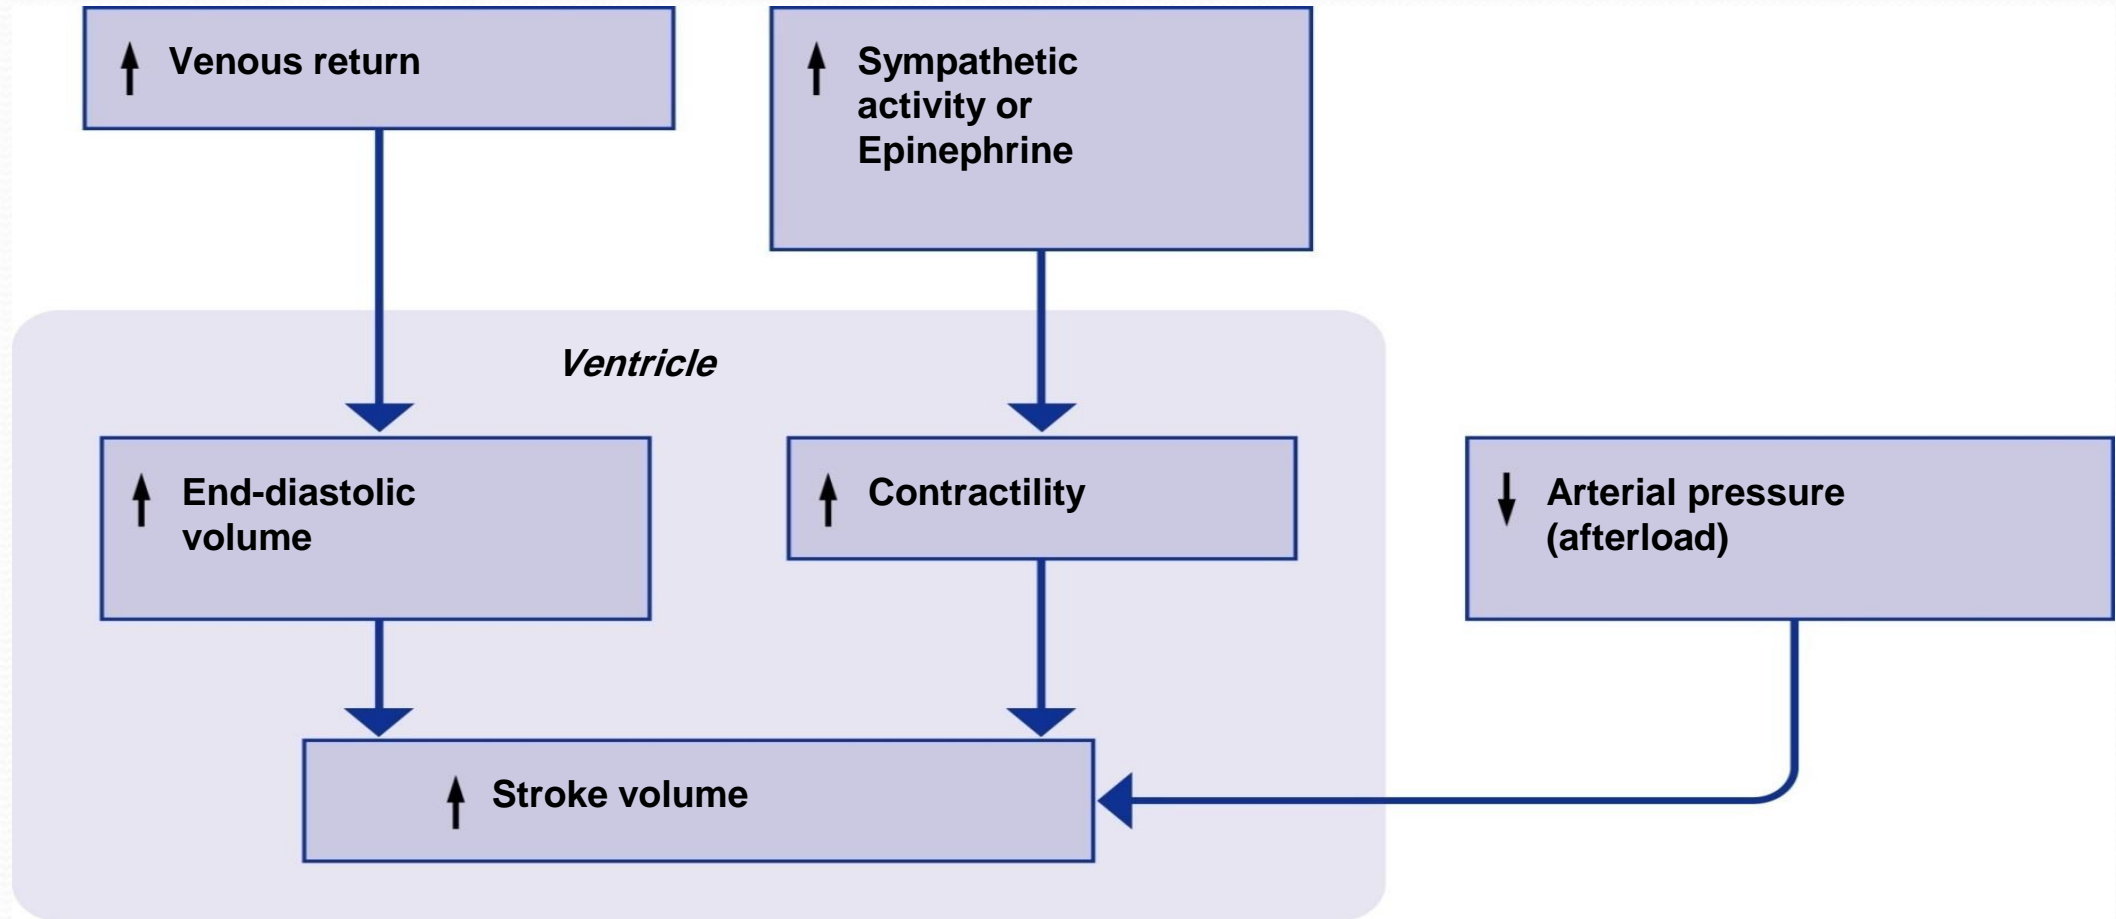 Venous return
Sympathetic
activity or
Epinephrine
Ventricle
End-diastolic
volume
Contractility
Arterial pressure
(afterload)
Stroke volume